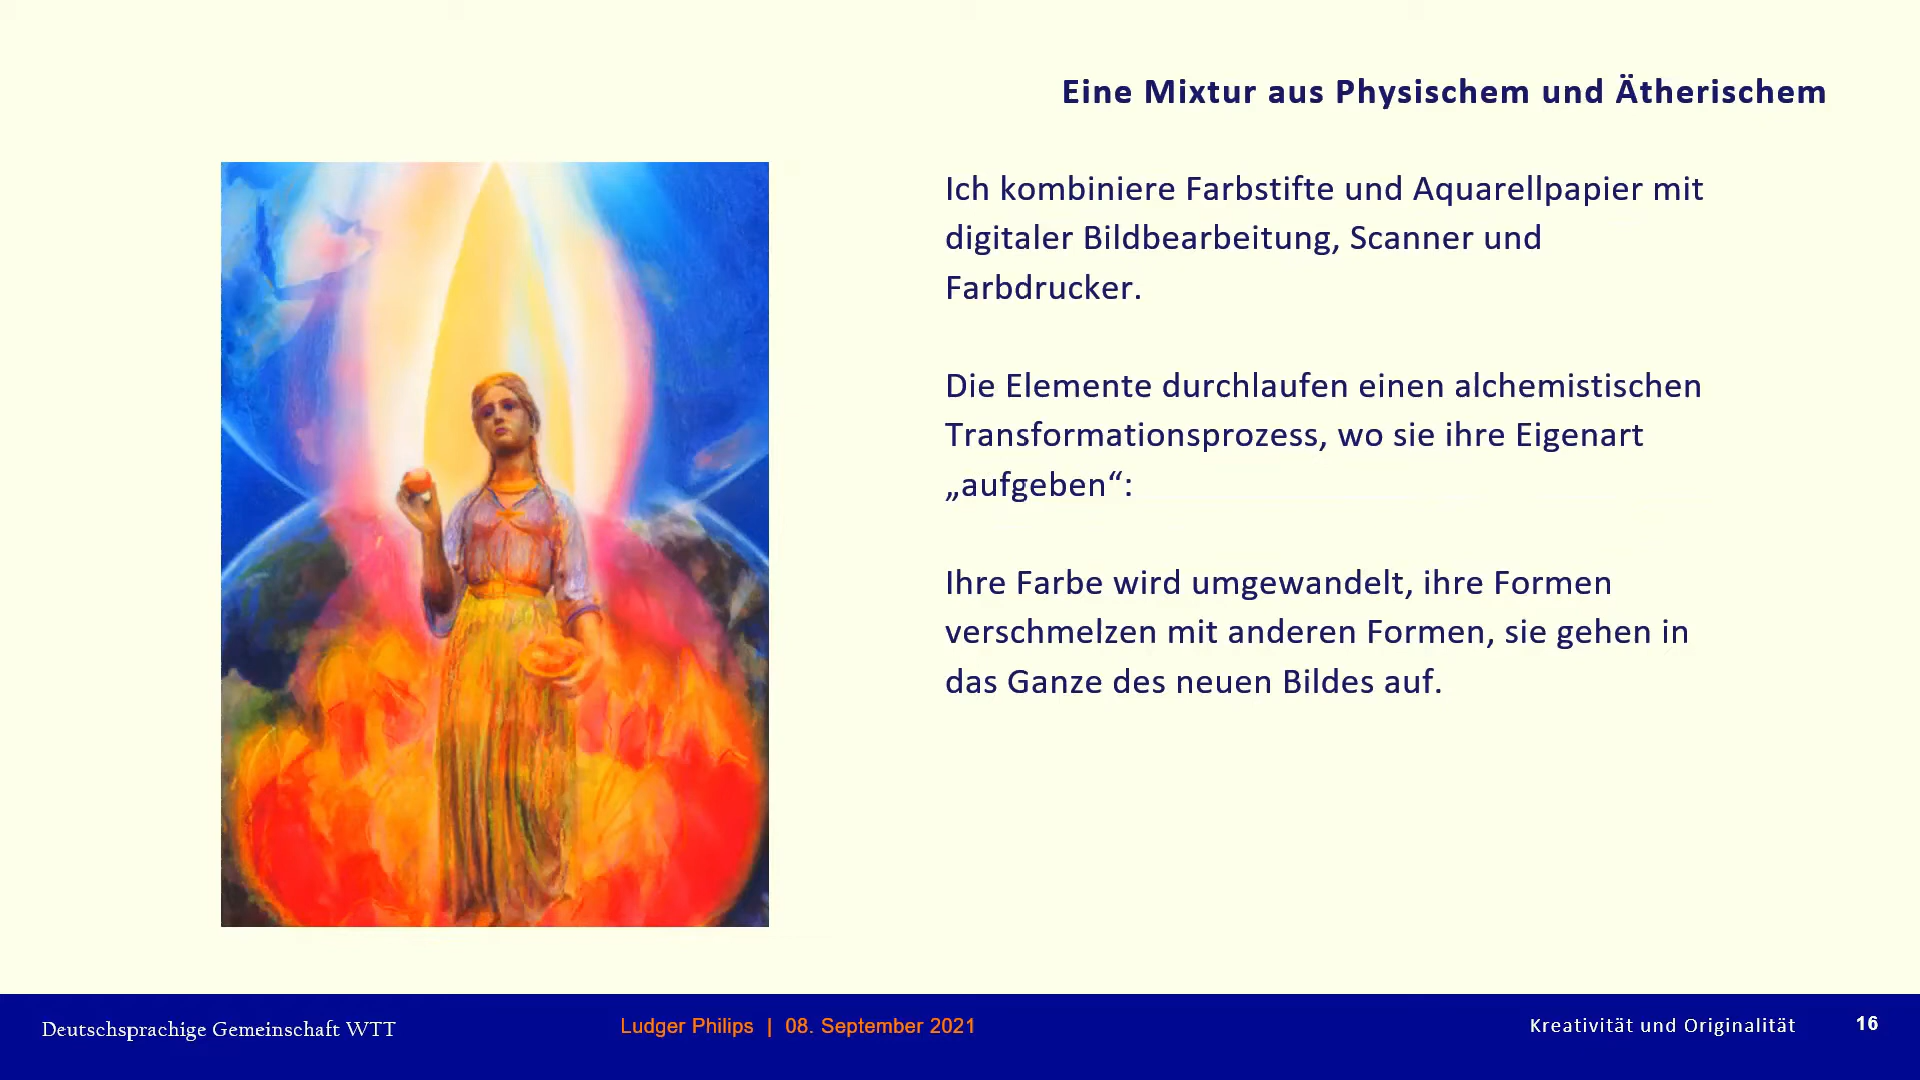 Eine Mixtur aus Physischem und Ätherischem
Ich kombiniere Farbstifte und Aquarellpapier mit
digitaler Bildbearbeitung, Scanner und
Farbdrucker.
Die Elemente durchlaufen einen alchemistischen
Transformationsprozess, wo sie ihre Eigenart
„aufgeben“:
Ihre Farbe wird umgewandelt, ihre Formen
verschmelzen mit anderen Formen, sie gehen in
das Ganze des neuen Bildes auf.
Deutschsprachige Gemeinschaft WTT
Ludger Philips | 08. September 2021
Kreativität und Originalität
16